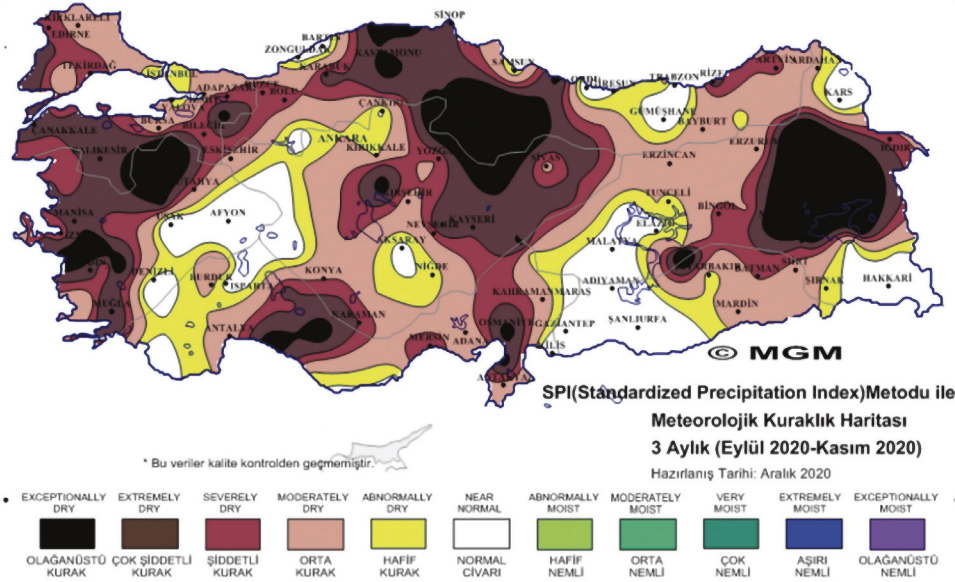 SİNOP
KIRKLARELİ
EDİRNE
BARTIN
ZONGULDAK
KASTAMONU
TEKİRDAĞ
İSTANBUL
KARABÜK
SAMSUN
ORDU
GİRESUN
TRABZON
RİZE
ARTVİN
ARDAHAN
KARS
ADAPAZARI
DÜZCE
BOLU
YALOVA
ÇANKIRI
GÜMÜŞHANE
BAYBURT
ÇANAKKALE
BURSA
BİLECİK
ANKARA
BALIKESİR
ESKİŞEHİR
KIRIKKALE
YOZGAT
SİVAS
ERZİNCAN
ERZURUM
IĞDIR
KÜTAHYA
KIRŞEHİR
TUNCELİ
MANİSA
UŞAK
AFYON
NEVŞEHİR
KAYSERİ
BİNGÖL
ELAZIĞ
AKSARAY
MALATYA
DENİZLİ
BURDUR
ISPARTA
KONYA
NİĞDE
ADIYAMAN
DİYARBAKIR
BATMAN
SİİRT
ŞIRNAK
HAKKARİ
MUĞLA
KAHRAMANMARAŞ
MARDİN
ANTALYA
KARAMAN
MERSİN
ADANA
OSMANİYE
GAZİANTEP
ŞANLIURFA
KİLİS
ANTAKYA
© MGM
SPI(Standardized Precipitation Index)Metodu ile
Meteorolojik Kuraklık Haritası
3 Aylık (Eylül 2020-Kasım 2020)
Hazırlanış Tarihi: Aralık 2020
* Bu veriler kalite kontrolden geçmemiştir.
EXCEPTIONALLY DRY
EXTREMELY DRY
SEVERELY DRY
MODERATELY DRY
ABNORMALLY DRY
NEAR NORMAL
ABNORMALLY MOIST
MODERATELY MOIST
VERY MOIST
EXTREMELY MOIST
EXCEPTIONALLY MOIST
OLAĞANÜSTÜ KURAK
ÇOK ŞİDDETLİ KURAK
ŞİDDETLİ KURAK
ORTA KURAK
HAFİF KURAK
NORMAL CİVARI
HAFİF NEMLİ
ORTA NEMLİ
ÇOK NEMLİ
AŞIRI NEMLİ
OLAĞANÜSTÜ NEMLİ